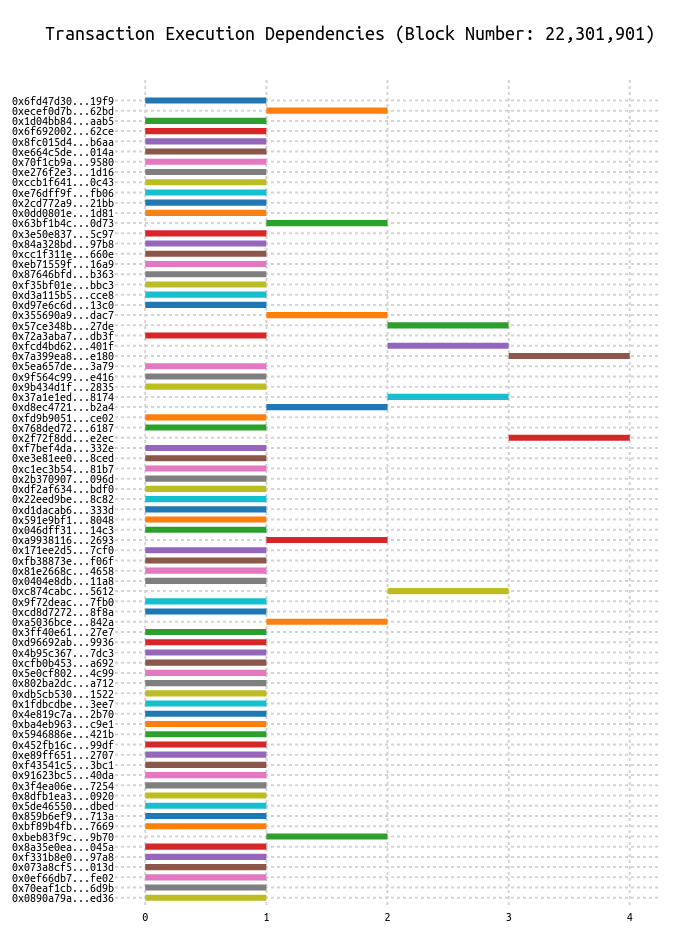 Transaction Execution Dependencies (Block Number: 22,301,901)
0x6fd47d30...19f9
0xecef0d7b...62bd
0x1d04bb84...aab5
0x6f692002...62ce
0x8fc015d4...b6aa
0xe664c5de...014a
0x70f1cb9a...9580
0xe276f2e3...1d16
0xccb1f641...0c43
0xe76dff9f...fb06
0x2cd772a9...21bb
0x0dd0801e...1d81
0x63bf1b4c...0d73
0x3e50e837...5c97
0x84a328bd...97b8
0xcc1f311e...660e
0xeb71559f...16a9
0x87646bfd...b363
0xf35bf01e...bbc3
0xd3a115b5...cce8
0xd97e6c6d...13c0
0x355690a9...dac7
0x57ce348b...27de
0x72a3aba7...db3f
0xfcd4bd62...401f
0x7a399ea8...e180
0x5ea657de...3a79
0x9f564c99...e416
0x9b434d1f...2835
0x37a1e1ed...8174
0xd8ec4721...b2a4
0xfd9b9051...ce02
0x768ded72...6187
0x2f72f8dd...e2ec
0xf7bef4da...332e
0xe3e81ee0...8ced
0xc1ec3b54...81b7
0x2b370907...096d
0xdf2af634...bdf0
0x22eed9be...8c82
0xd1dacab6...333d
0x591e9bf1...8048
0x046dff31...14c3
0xa9938116...2693
0x171ee2d5...7cf0
0xfb38873e...f06f
0x81e2668c...4658
0x0404e8db...11a8
0xc874cabc...5612
0x9f72deac...7fb0
0xcd8d7272...8f8a
0xa5036bce...842a
0x3ff40e61...27e7
0xd96692ab...9936
0x4b95c367...7dc3
0xcfb0b453...a692
0x5e0cf802...4c99
0x802ba2dc...a712
0xdb5cb530...1522
0x1fdbcdbe...3ee7
0x4e819c7a...2b70
0xba4eb963...c9e1
0x5946886e...421b
0x452fb16c...99df
0xe89ff651...2707
0xf43541c5...3bc1
0x91623bc5...40da
0x3f4ea06e...7254
0x8dfb1ea3...0920
0x5de46550...dbed
0x859b6ef9...713a
0xbf89b4fb...7669
0xbeb83f9c...9b70
0x8a35e0ea...045a
0xf331b8e0...97a8
0x073a8cf5...013d
0x0ef66db7...fe02
0x70eaf1cb...6d9b
0x0890a79a...ed36
0 1 2 3 4